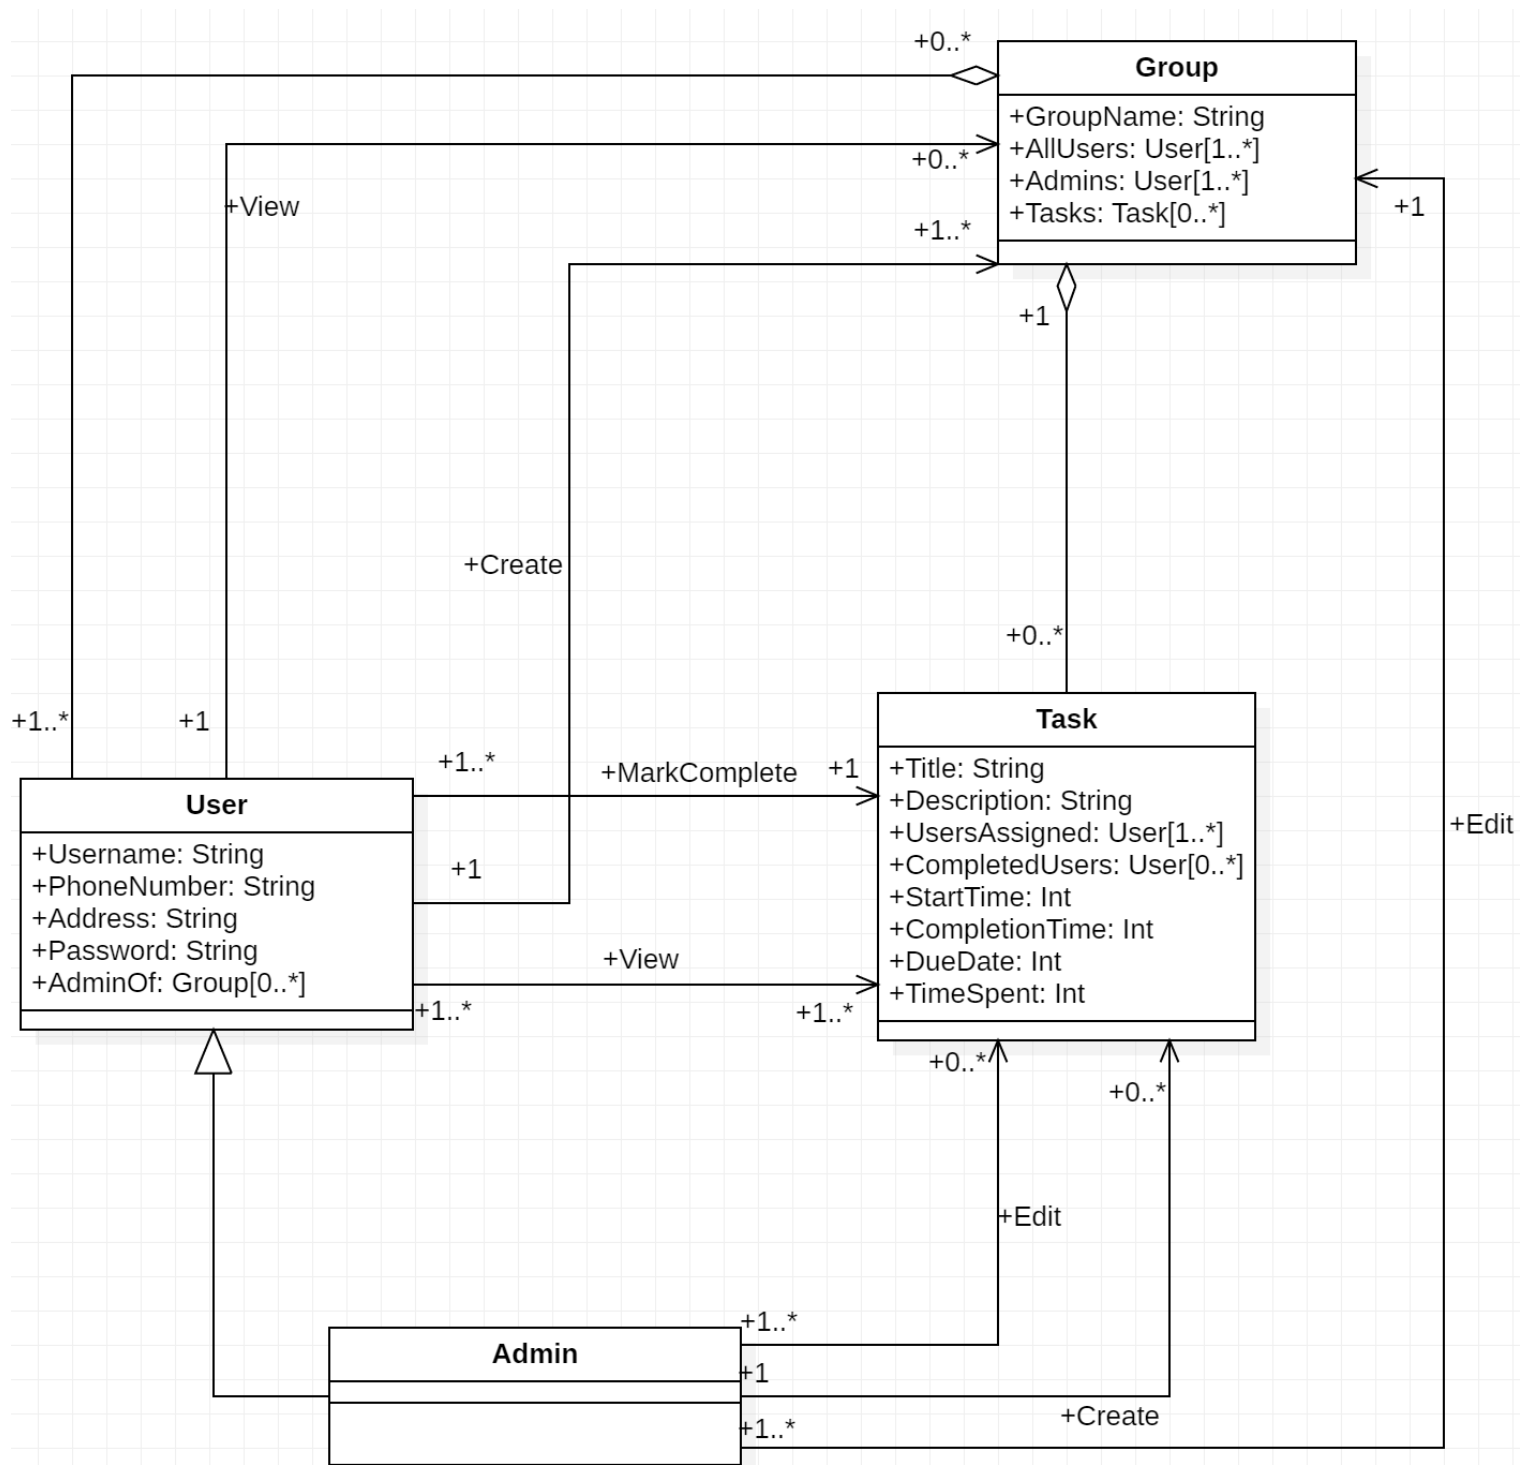 +0..*
Group
+GroupName: String
+AllUsers: User[1..*]
+Admins: User[1..*]
+Tasks: Task[0..*]
+0..*
+View
+1..*
+1
+1
+Create
+0..*
+1..*
+1
+1..*
+MarkComplete
+1
Task
+Title: String
+Description: String
+UsersAssigned: User[1..*]
+CompletedUsers: User[0..*]
+StartTime: Int
+CompletionTime: Int
+DueDate: Int
+TimeSpent: Int
User
+Username: String
+PhoneNumber: String
+Address: String
+Password: String
+AdminOf: Group[0..*]
+1
+Edit
+View
+1..*
+1..*
+0..*
+0..*
+Edit
+1..*
Admin
+1
+Create
+1..*